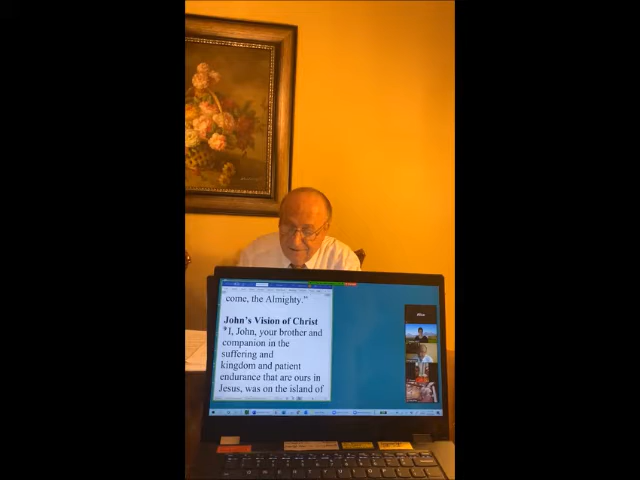 come, the Almighty."
John's Vision of Christ
⁹I, John, your brother and
companion in the
suffering and
kingdom and patient
endurance that are ours in
Jesus, was on the island of